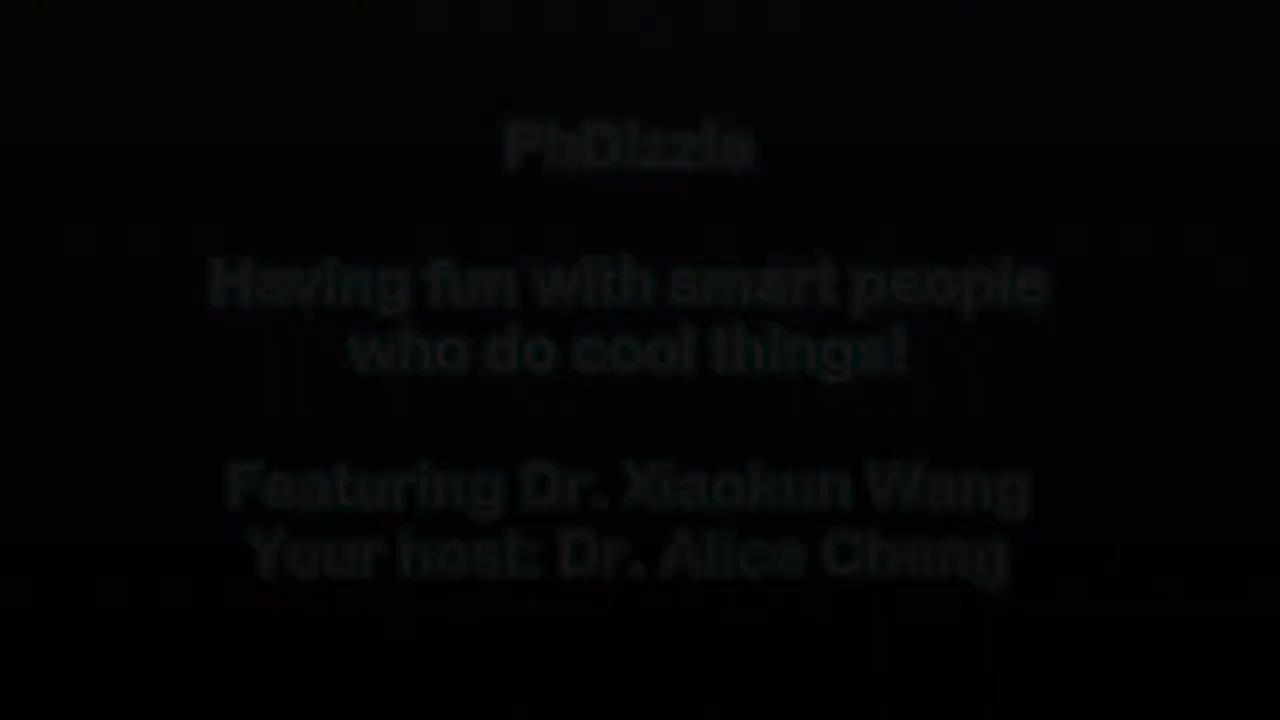 PhDizzle
Having fun with smart people
who do cool things!
Featuring Dr. Xiaokun Wang
Your host: Dr. Alice Cheng